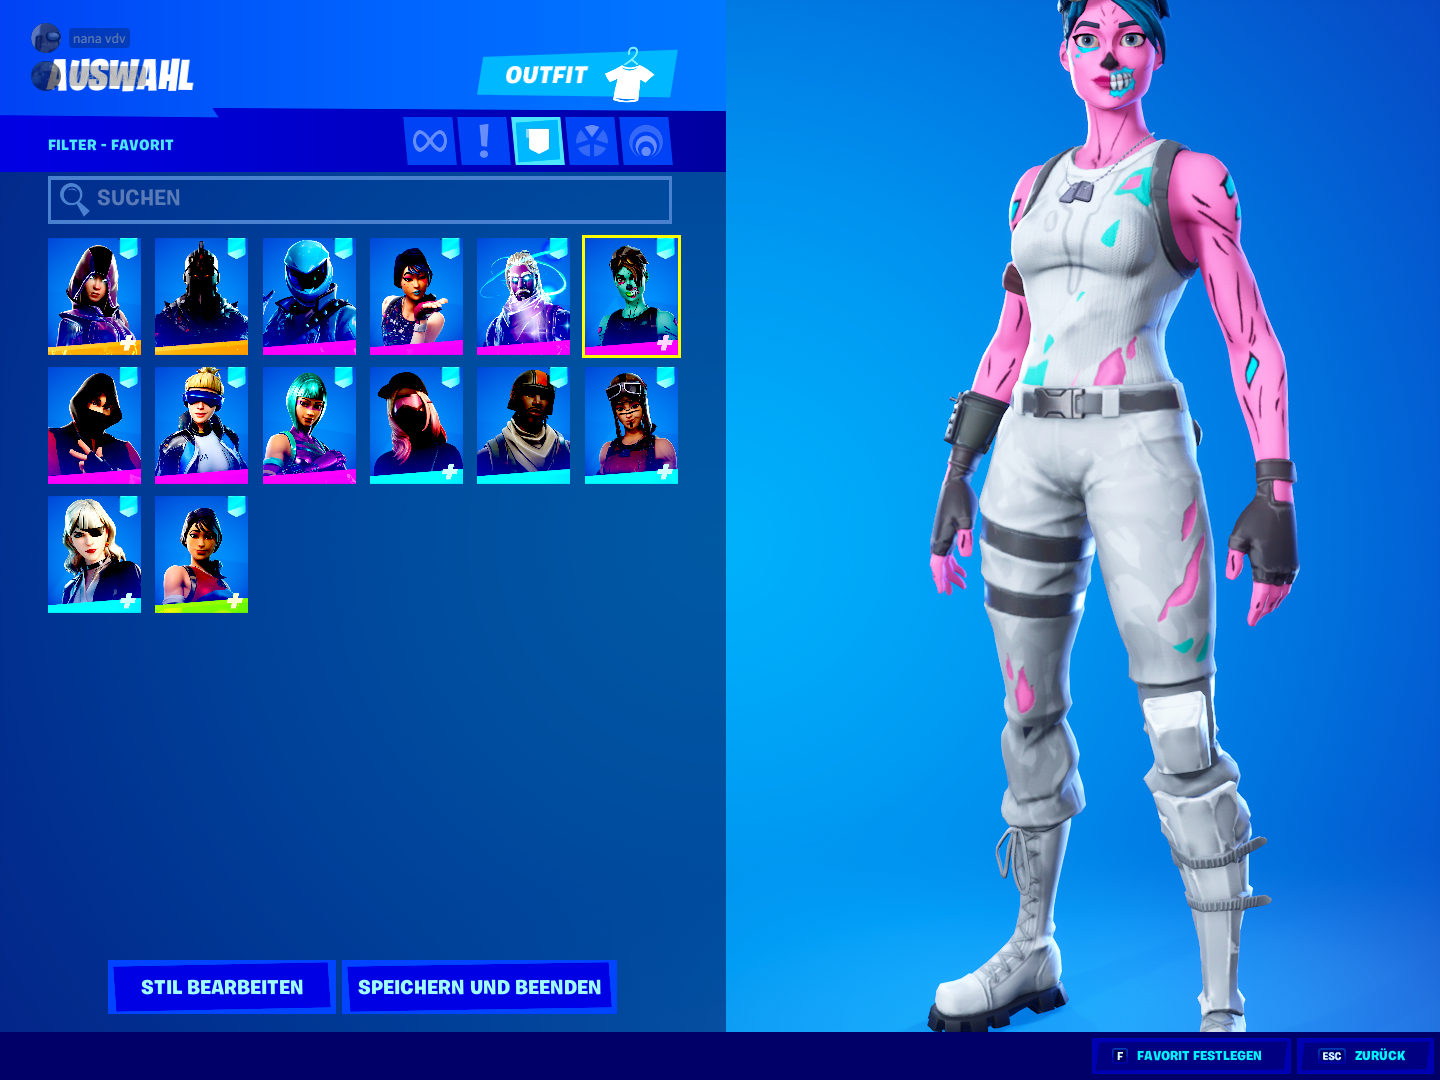 nana vdv
AUSWAHL
OUTFIT
FILTER - FAVORIT
SUCHEN
STIL BEARBEITEN
SPEICHERN UND BEENDEN
F FAVORIT FESTLEGEN
ESC ZURÜCK